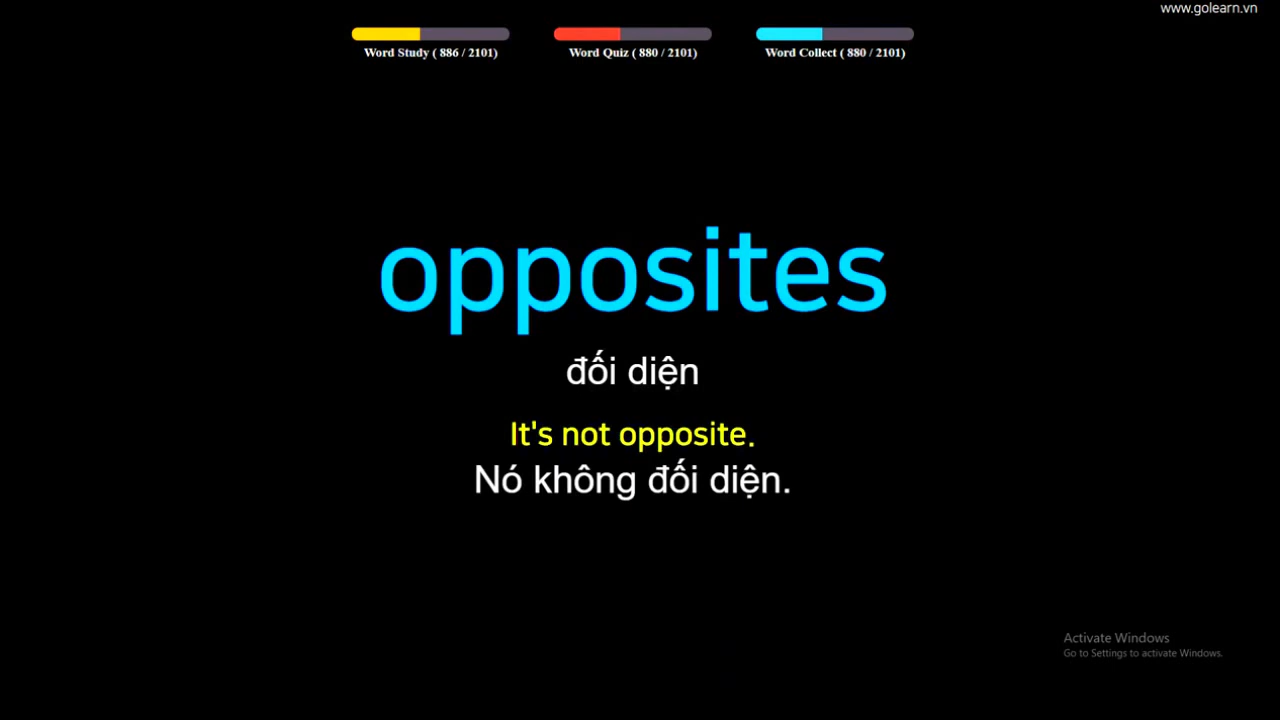 www.golearn.vn
Word Study ( 886 / 2101) Word Quiz ( 880 / 2101) Word Collect ( 880 / 2101)
opposites
đối diện
It's not opposite.
Nó không đối diện.
Activate Windows
Go to Settings to activate Windows.